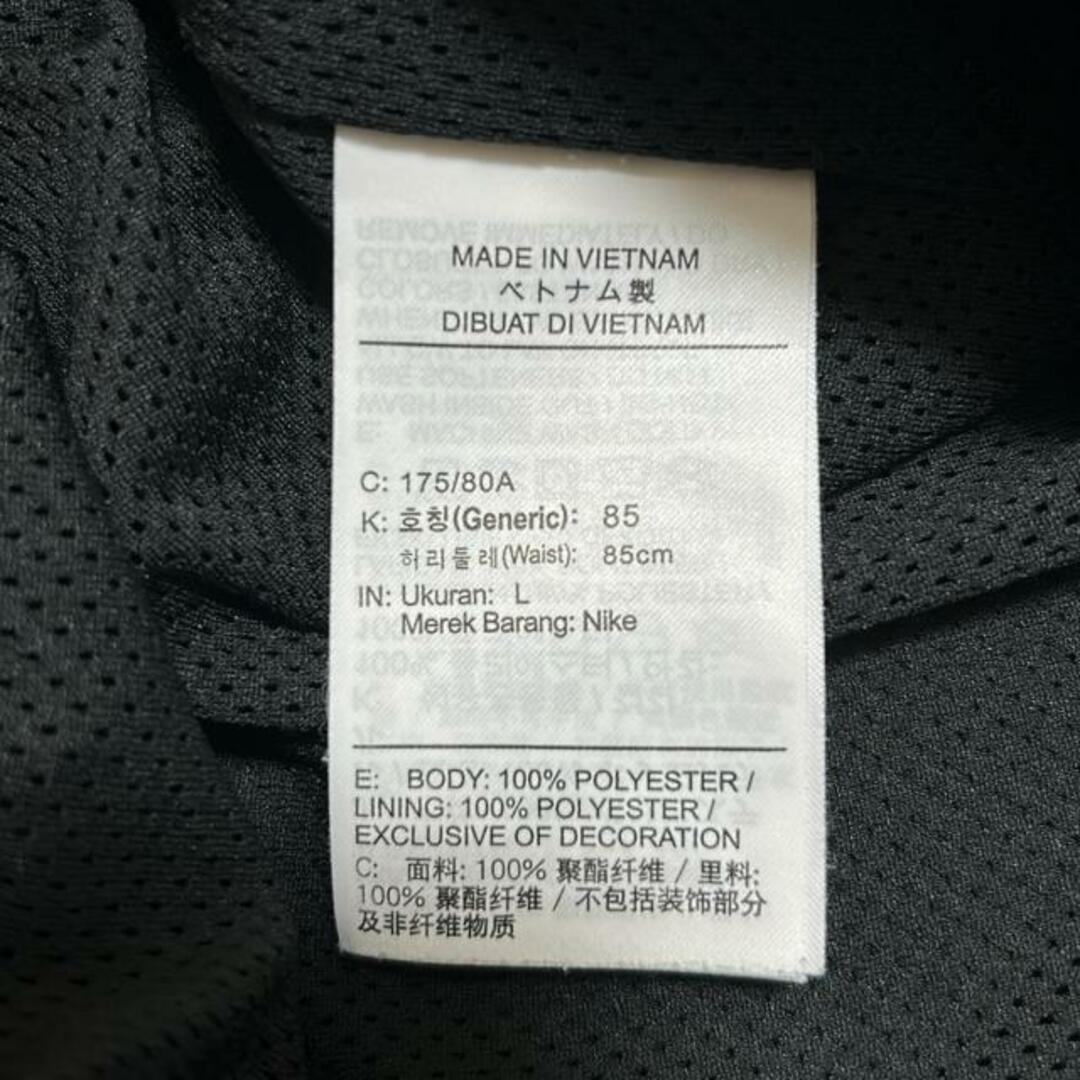 MADE IN VIETNAM
ベトナム製
DIBUAT DI VIETNAM
C: 175/80A
K: 호칭(Generic): 85
허리둘레(Waist): 85cm
IN: Ukuran: L
Merek Barang: Nike
E: BODY: 100% POLYESTER /
LINING: 100% POLYESTER /
EXCLUSIVE OF DECORATION
C: 面料: 100% 聚酯纤维 / 里料:
100% 聚酯纤维 / 不包括装饰部分
及非纤维物质